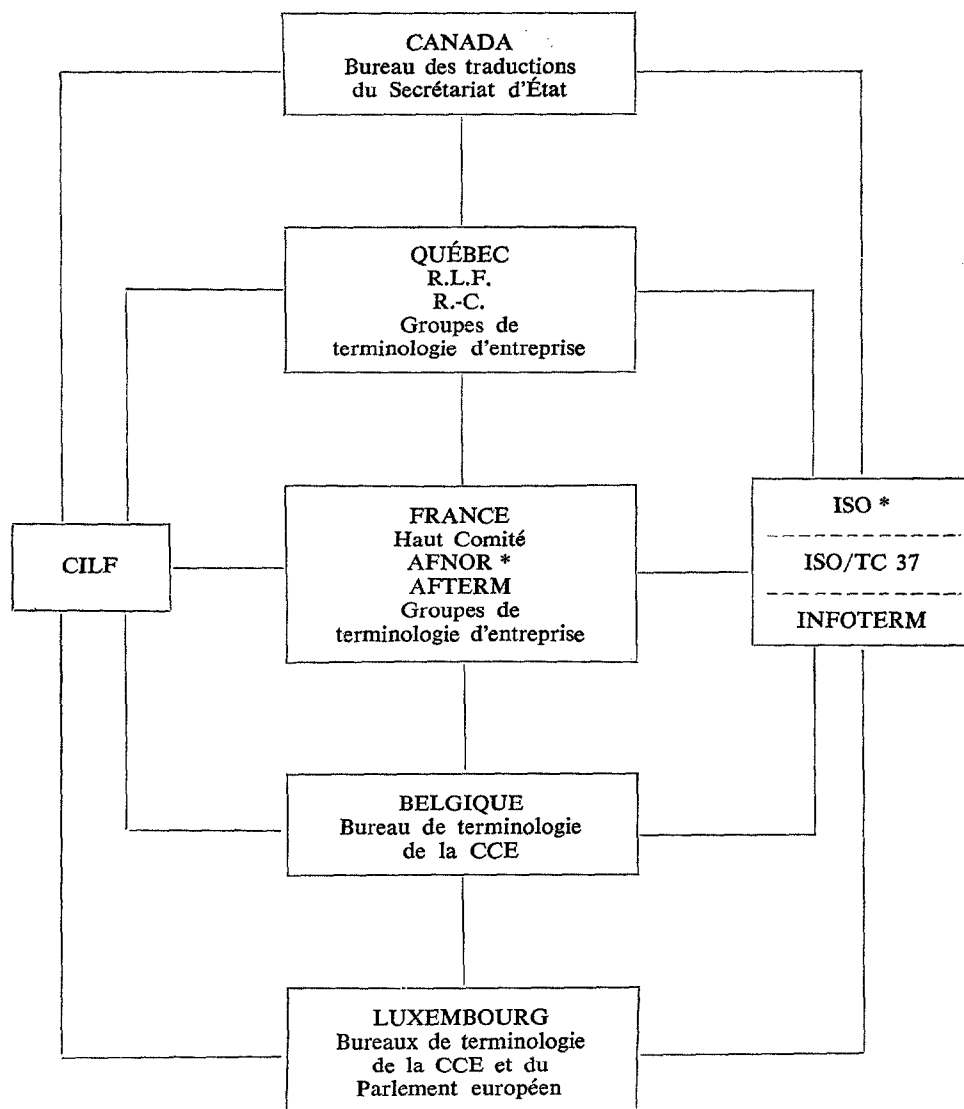 CANADA
Bureau des traductions
du Secrétariat d'État
QUÉBEC
R.L.F.
R.-C.
Groupes de
terminologie d'entreprise
CILF
FRANCE
Haut Comité
AFNOR *
AFTERM
Groupes de
terminologie d'entreprise
ISO *
ISO/TC 37
INFOTERM
BELGIQUE
Bureau de terminologie
de la CCE
LUXEMBOURG
Bureaux de terminologie
de la CCE et du
Parlement européen